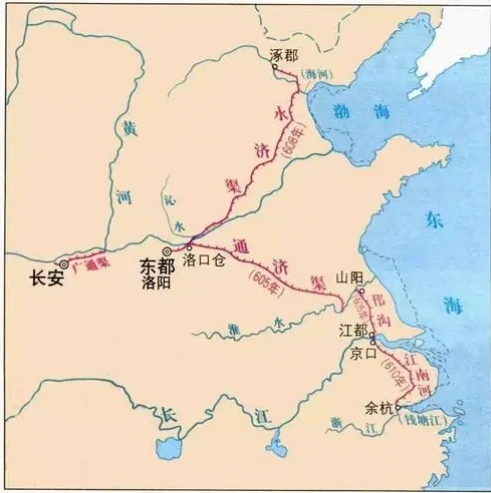 涿郡
(海河)
渤海
黄河
永济渠
(608年)
沁水
东海
长安
广通渠
东都
洛阳
洛口仓
通济渠
(605年)
山阳
邗沟
淮水
江都
京口
江南河
(610年)
余杭
(钱塘江)
浙江
长江